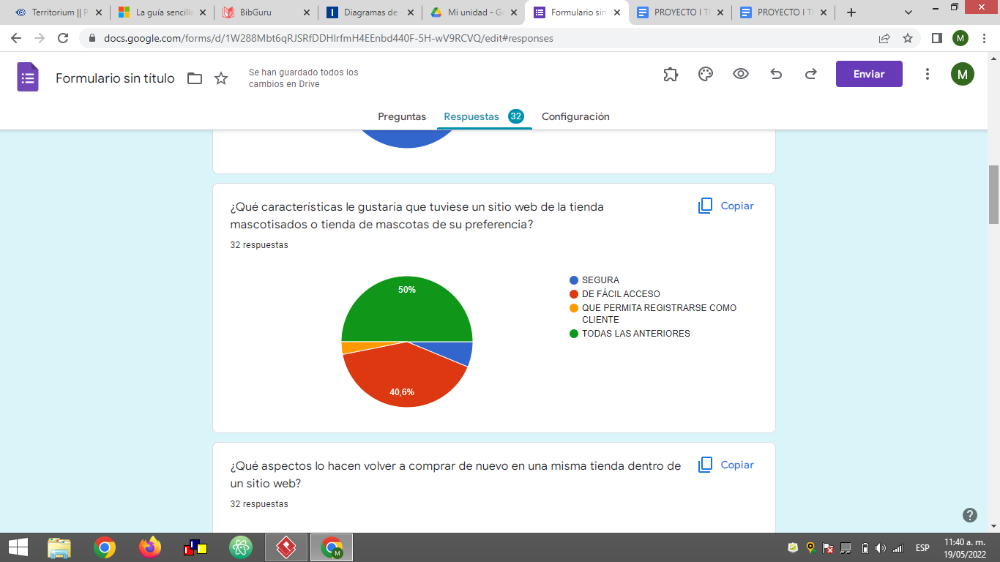 Territorium || P
La guía sencilla
BibGuru
Diagramas de
Mi unidad - Go
Formulario sin
PROYECTO I TI
PROYECTO I TI
docs.google.com/forms/d/1W288Mbt6qRJSRfDDHIrfmH4EEnbd440F-5H-wV9RCVQ/edit#responses
M
Formulario sin título
Se han guardado todos los
cambios en Drive
Enviar
M
Preguntas
Respuestas 32
Configuración
¿Qué características le gustaría que tuviese un sitio web de la tienda
mascotisados o tienda de mascotas de su preferencia?
Copiar
32 respuestas
50%
40,6%
SEGURA
DE FÁCIL ACCESO
QUE PERMITA REGISTRARSE COMO
CLIENTE
TODAS LAS ANTERIORES
¿Qué aspectos lo hacen volver a comprar de nuevo en una misma tienda dentro de
un sitio web?
Copiar
32 respuestas
M
ESP
11:40 a. m.
19/05/2022